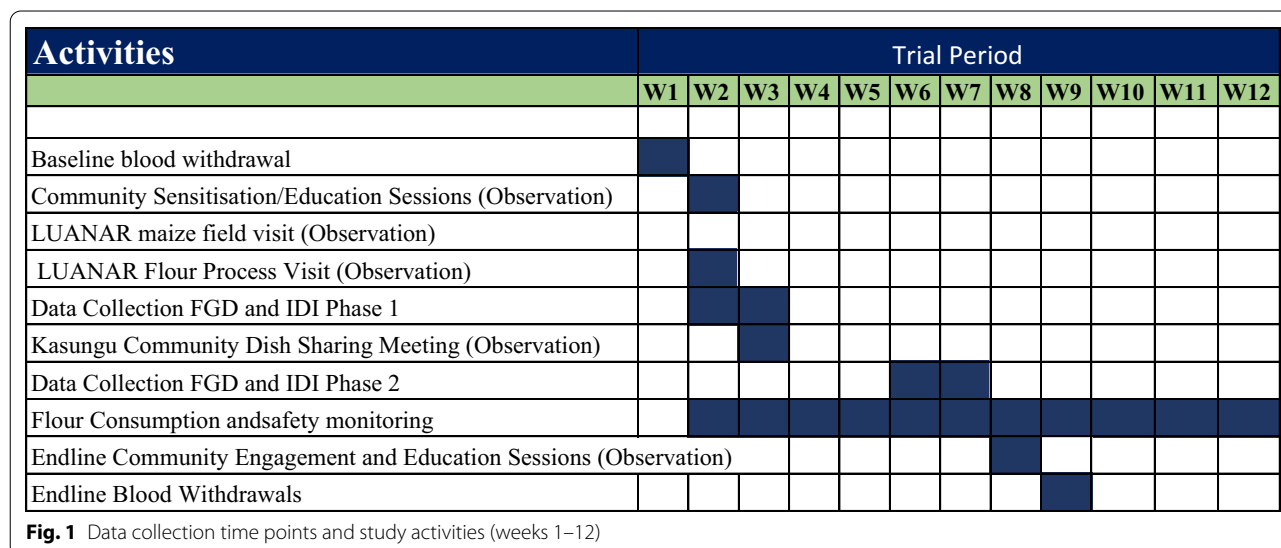 Activities Trial Period
W1 W2 W3 W4 W5 W6 W7 W8 W9 W10 W11 W12
Baseline blood withdrawal
Community Sensitisation/Education Sessions (Observation)
LUANAR maize field visit (Observation)
LUANAR Flour Process Visit (Observation)
Data Collection FGD and IDI Phase 1
Kasungu Community Dish Sharing Meeting (Observation)
Data Collection FGD and IDI Phase 2
Flour Consumption andsafety monitoring
Endline Community Engagement and Education Sessions (Observation)
Endline Blood Withdrawals
Fig. 1 Data collection time points and study activities (weeks 1–12)